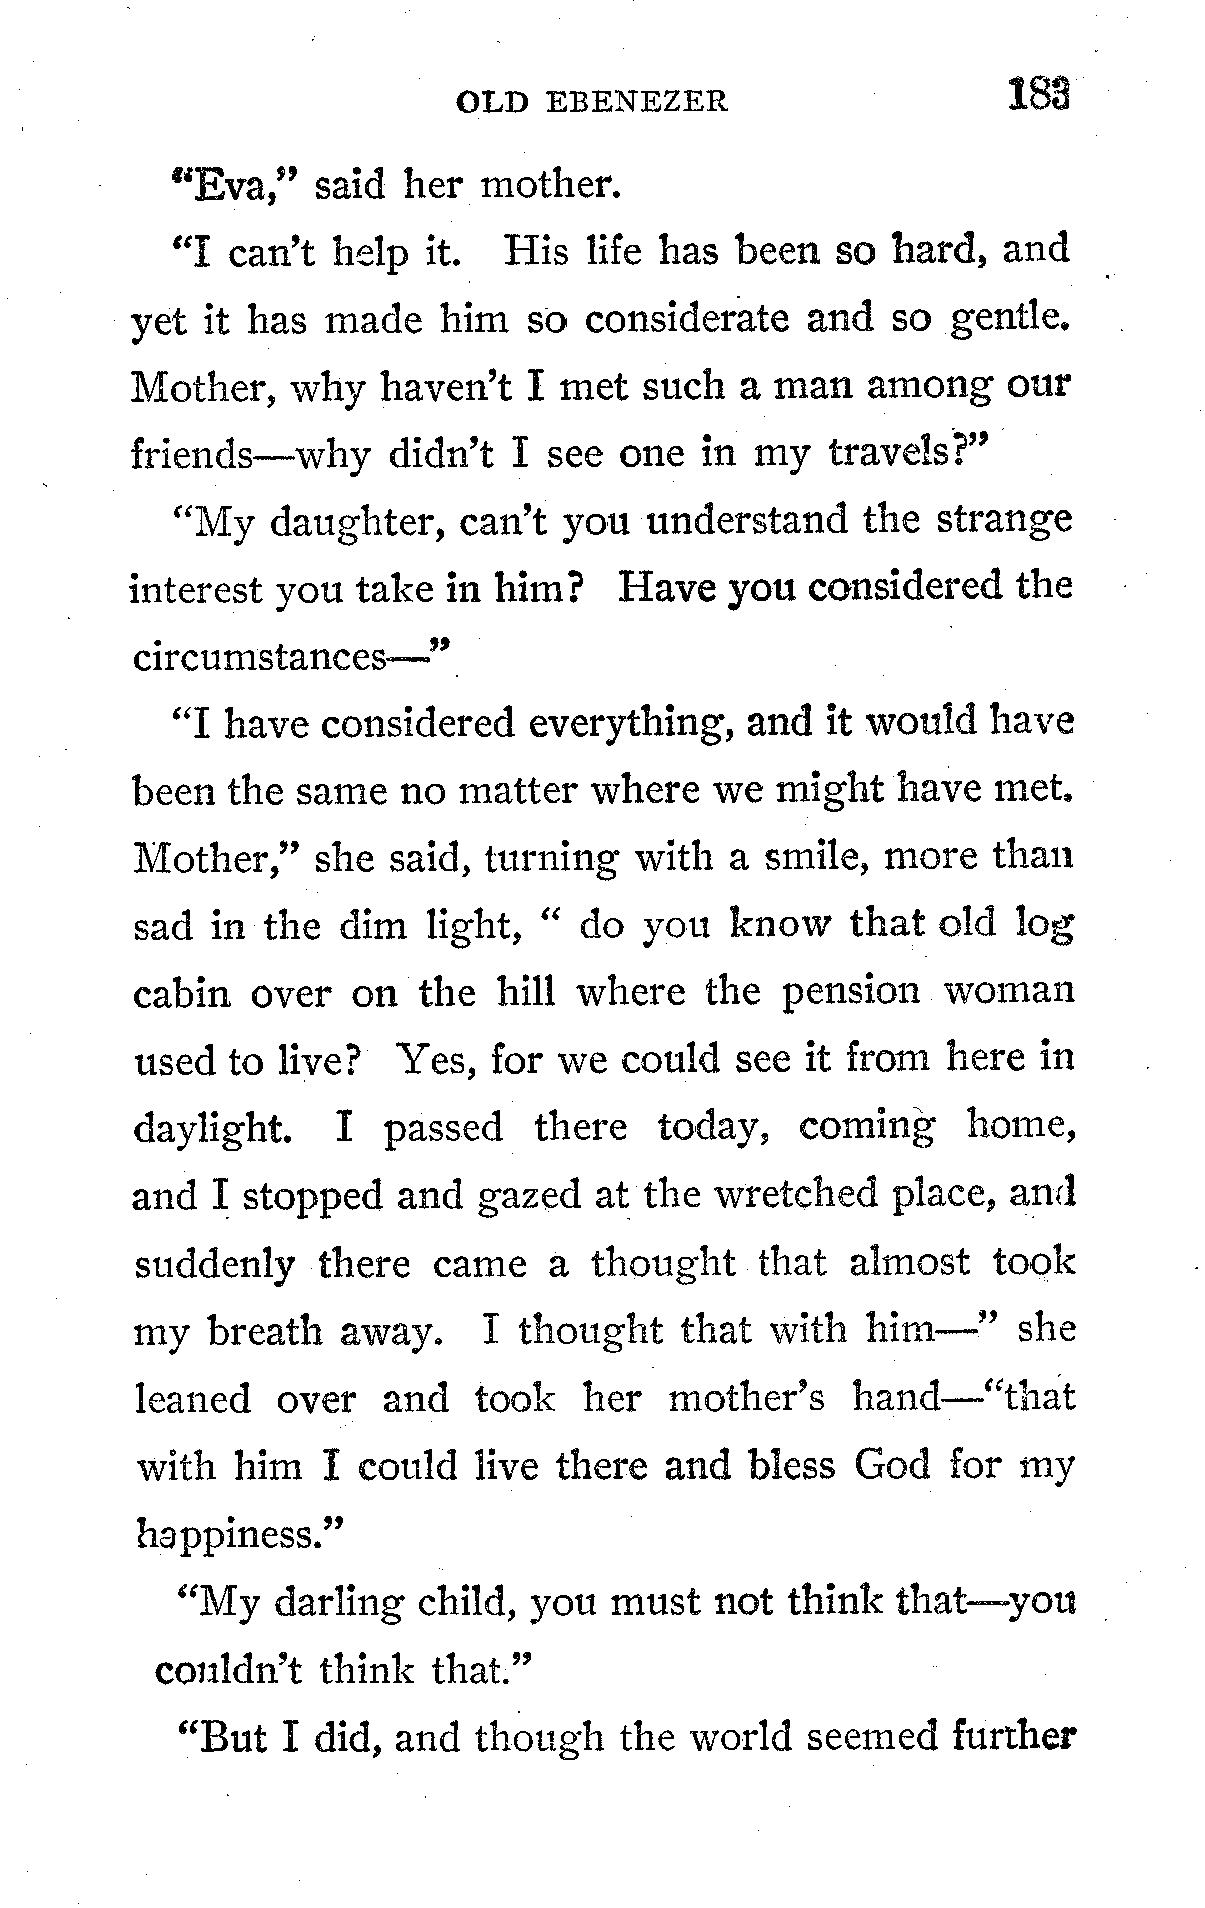 OLD EBENEZER 183
“Eva,” said her mother.
“I can’t help it. His life has been so hard, and
yet it has made him so considerate and so gentle.
Mother, why haven’t I met such a man among our
friends—why didn’t I see one in my travels?”
“My daughter, can’t you understand the strange
interest you take in him? Have you considered the
circumstances—”
“I have considered everything, and it would have
been the same no matter where we might have met.
Mother,” she said, turning with a smile, more than
sad in the dim light, “ do you know that old log
cabin over on the hill where the pension woman
used to live? Yes, for we could see it from here in
daylight. I passed there today, coming home,
and I stopped and gazed at the wretched place, and
suddenly there came a thought that almost took
my breath away. I thought that with him—” she
leaned over and took her mother’s hand—“that
with him I could live there and bless God for my
happiness.”
“My darling child, you must not think that—you
couldn’t think that.”
“But I did, and though the world seemed further